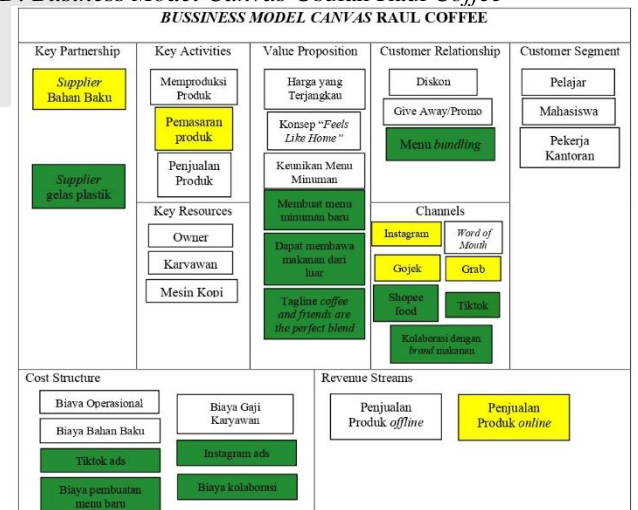 BUSSINESS MODEL CANVAS RAUL COFFEE
Key Partnership
Supplier
Bahan Baku
Supplier
gelas plastik
Key Activities
Memproduksi
Produk
Pemasaran
produk
Penjualan
Produk
Key Resources
Owner
Karyawan
Mesin Kopi
Value Proposition
Harga yang
Terjangkau
Konsep “Feels
Like Home”
Keunikan Menu
Minuman
Membuat menu
minuman baru
Dapat membawa
makanan dari
luar
Tagline coffee
and friends are
the perfect blend
Customer Relationship
Diskon
Give Away/Promo
Menu bundling
Channels
Instagram
Word of
Mouth
Gojek
Grab
Shopee
food
Tiktok
Kolaborasi dengan
brand makanan
Customer Segment
Pelajar
Mahasiswa
Pekerja
Kantoran
Cost Structure
Biaya Operasional
Biaya Gaji
Karyawan
Biaya Bahan Baku
Tiktok ads
Instagram ads
Biaya pembuatan
menu baru
Biaya kolaborasi
Revenue Streams
Penjualan
Produk offline
Penjualan
Produk online